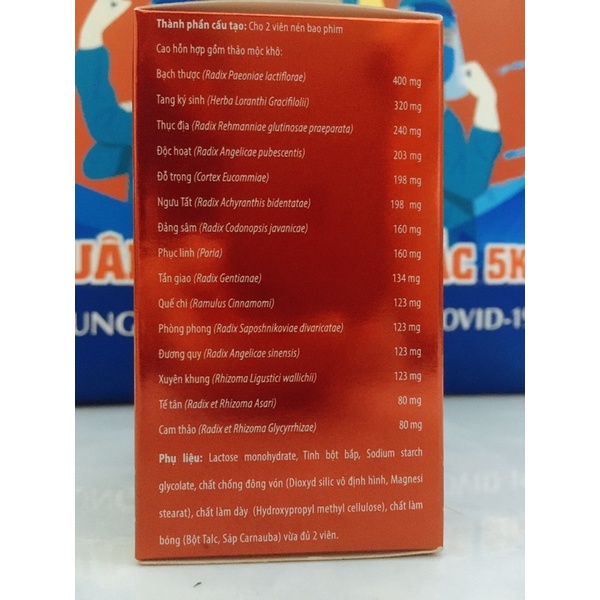 Thành phần cấu tạo: Cho 2 viên nén bao phim
Cao hỗn hợp gồm thảo mộc khô:
Bạch thược (Radix Paeoniae lactiflorae) 400 mg
Tang ký sinh (Herba Loranthi Gracifilolii) 320 mg
Thục địa (Radix Rehmanniae glutinosae praeparata) 240 mg
Độc hoạt (Radix Angelicae pubescentis) 203 mg
Đỗ trọng (Cortex Eucommiae) 198 mg
Ngưu Tất (Radix Achyranthis bidentatae) 198 mg
Đảng sâm (Radix Codonopsis javanicae) 160 mg
Phục linh (Poria) 160 mg
Tần giao (Radix Gentianae) 134 mg
Quế chi (Ramulus Cinnamomi) 123 mg
Phòng phong (Radix Saposhnikoviae divaricatae) 123 mg
Đương quy (Radix Angelicae sinensis) 123 mg
Xuyên khung (Rhizoma Ligustici wallichii) 123 mg
Tế tân (Radix et Rhizoma Asari) 80 mg
Cam thảo (Radix et Rhizoma Glycyrrhizae) 80 mg
Phụ liệu: Lactose monohydrate, Tinh bột bắp, Sodium starch
glycolate, chất chống đông vón (Dioxyd silic vô định hình, Magnesi
stearat), chất làm dày (Hydroxypropyl methyl cellulose), chất làm
bóng (Bột Talc, Sáp Carnauba) vừa đủ 2 viên.
UÂN
ÁC 5K
UNG
OVID-19